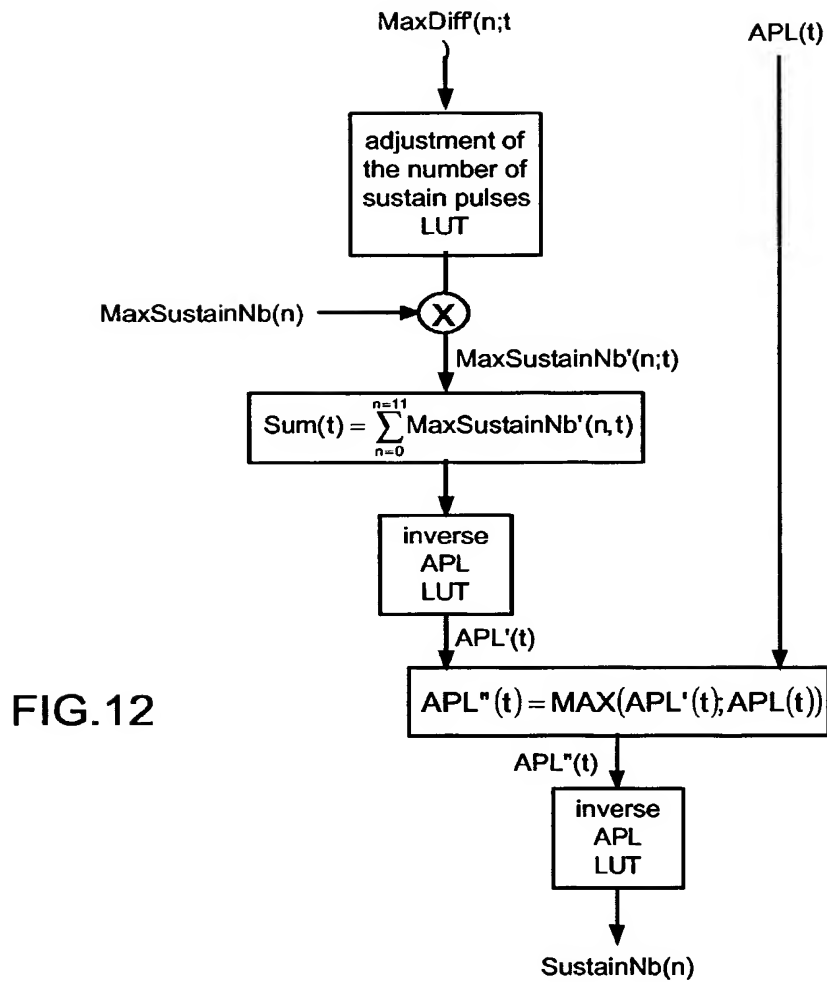 MaxDiff'(n;t
)
APL(t)
adjustment of
the number of
sustain pulses
LUT
MaxSustainNb(n)
X
MaxSustainNb'(n;t)
Sum(t) = ∑ n=0 n=11 MaxSustainNb'(n,t)
inverse
APL
LUT
APL'(t)
APL"(t) = MAX(APL'(t);APL(t))
FIG.12
APL"(t)
inverse
APL
LUT
SustainNb(n)